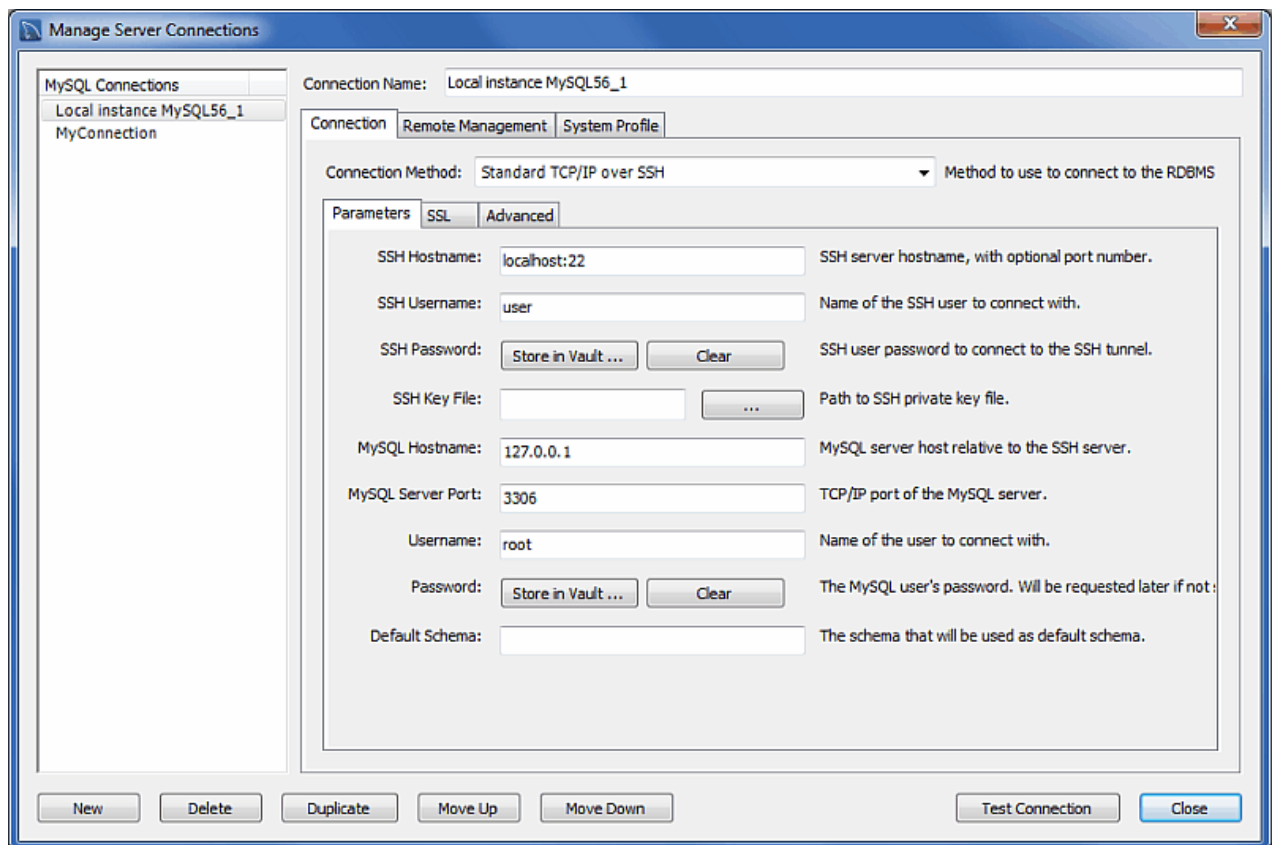 Manage Server Connections
MySQL Connections
Local instance MySQL56_1
MyConnection
Connection Name: Local instance MySQL56_1
Connection Remote Management System Profile
Connection Method: Standard TCP/IP over SSH Method to use to connect to the RDBMS
Parameters SSL Advanced
SSH Hostname: localhost:22 SSH server hostname, with optional port number.
SSH Username: user Name of the SSH user to connect with.
SSH Password: Store in Vault ... Clear SSH user password to connect to the SSH tunnel.
SSH Key File: ... Path to SSH private key file.
MySQL Hostname: 127.0.0.1 MySQL server host relative to the SSH server.
MySQL Server Port: 3306 TCP/IP port of the MySQL server.
Username: root Name of the user to connect with.
Password: Store in Vault ... Clear The MySQL user's password. Will be requested later if not
Default Schema: The schema that will be used as default schema.
New Delete Duplicate Move Up Move Down Test Connection Close